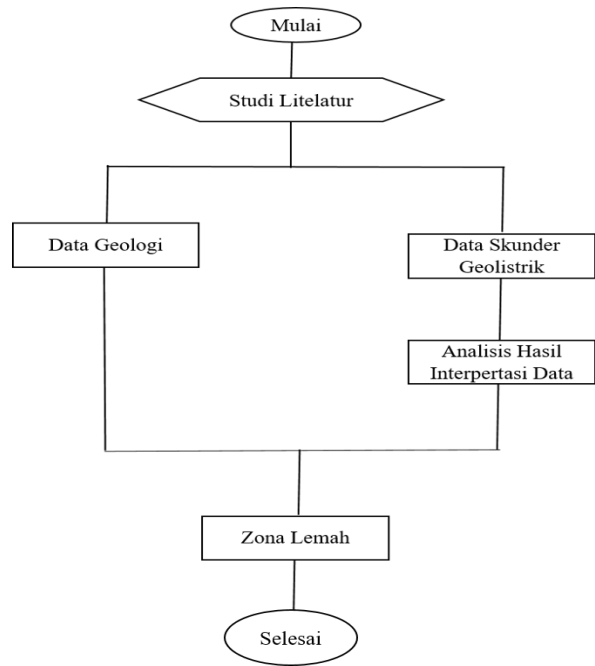 Mulai
Studi Litelatur
Data Geologi
Data Skunder
Geolistrik
Analisis Hasil
Interpertasi Data
Zona Lemah
Selesai